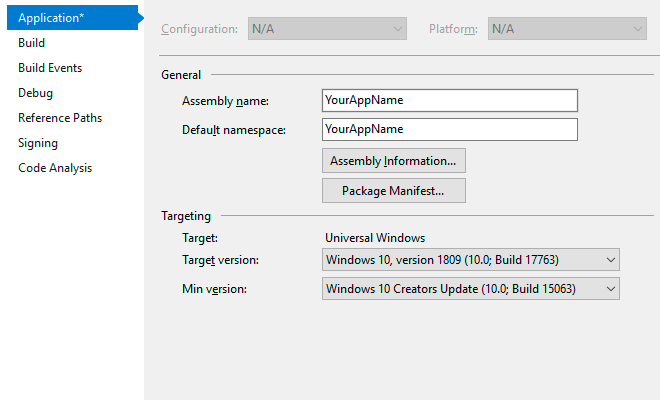 Application*
Build
Build Events
Debug
Reference Paths
Signing
Code Analysis
Configuration: N/A Platform: N/A
General
Assembly name: YourAppName
Default namespace: YourAppName
Assembly Information...
Package Manifest...
Targeting
Target: Universal Windows
Target version: Windows 10, version 1809 (10.0; Build 17763)
Min version: Windows 10 Creators Update (10.0; Build 15063)